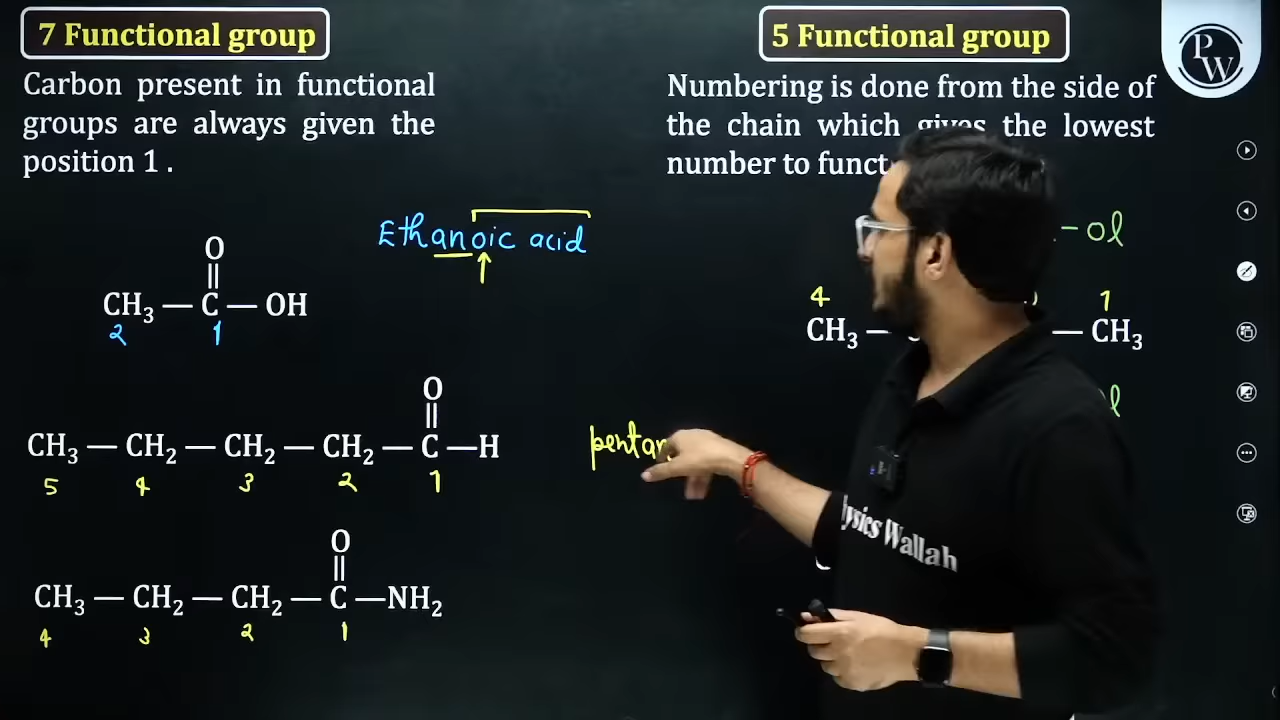 7 Functional group
Carbon present in functional
groups are always given the
position 1 .
Ethanoic acid
O
CH₃ — C — OH
2 1
O
CH₃ — CH₂ — CH₂ — CH₂ — C — H
5 4 3 2 1
O
CH₃ — CH₂ — CH₂ — C — NH₂
4 3 2 1
5 Functional group
Numbering is done from the side of
the chain which gives the lowest
number to
- ol
4 1
CH₃ — — CH₃
PW
Wallah